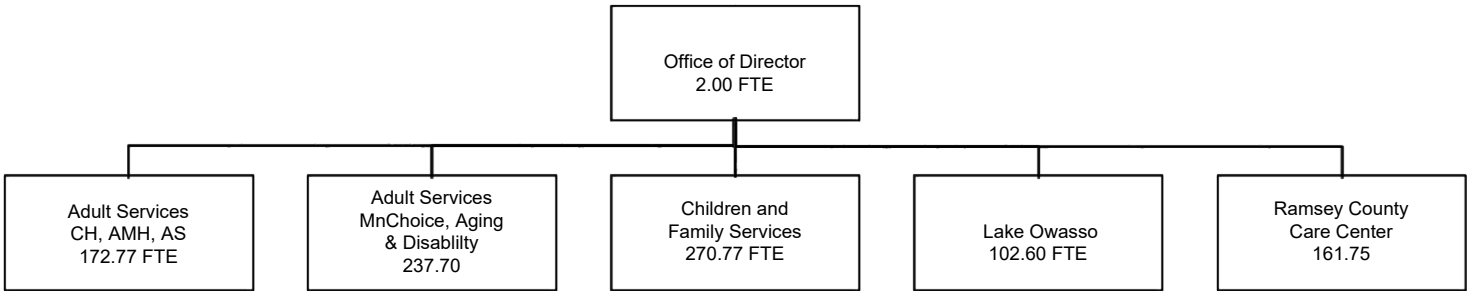 Office of Director
2.00 FTE
Adult Services
CH, AMH, AS
172.77 FTE
Adult Services
MnChoice, Aging
& Disablilty
237.70
Children and
Family Services
270.77 FTE
Lake Owasso
102.60 FTE
Ramsey County
Care Center
161.75